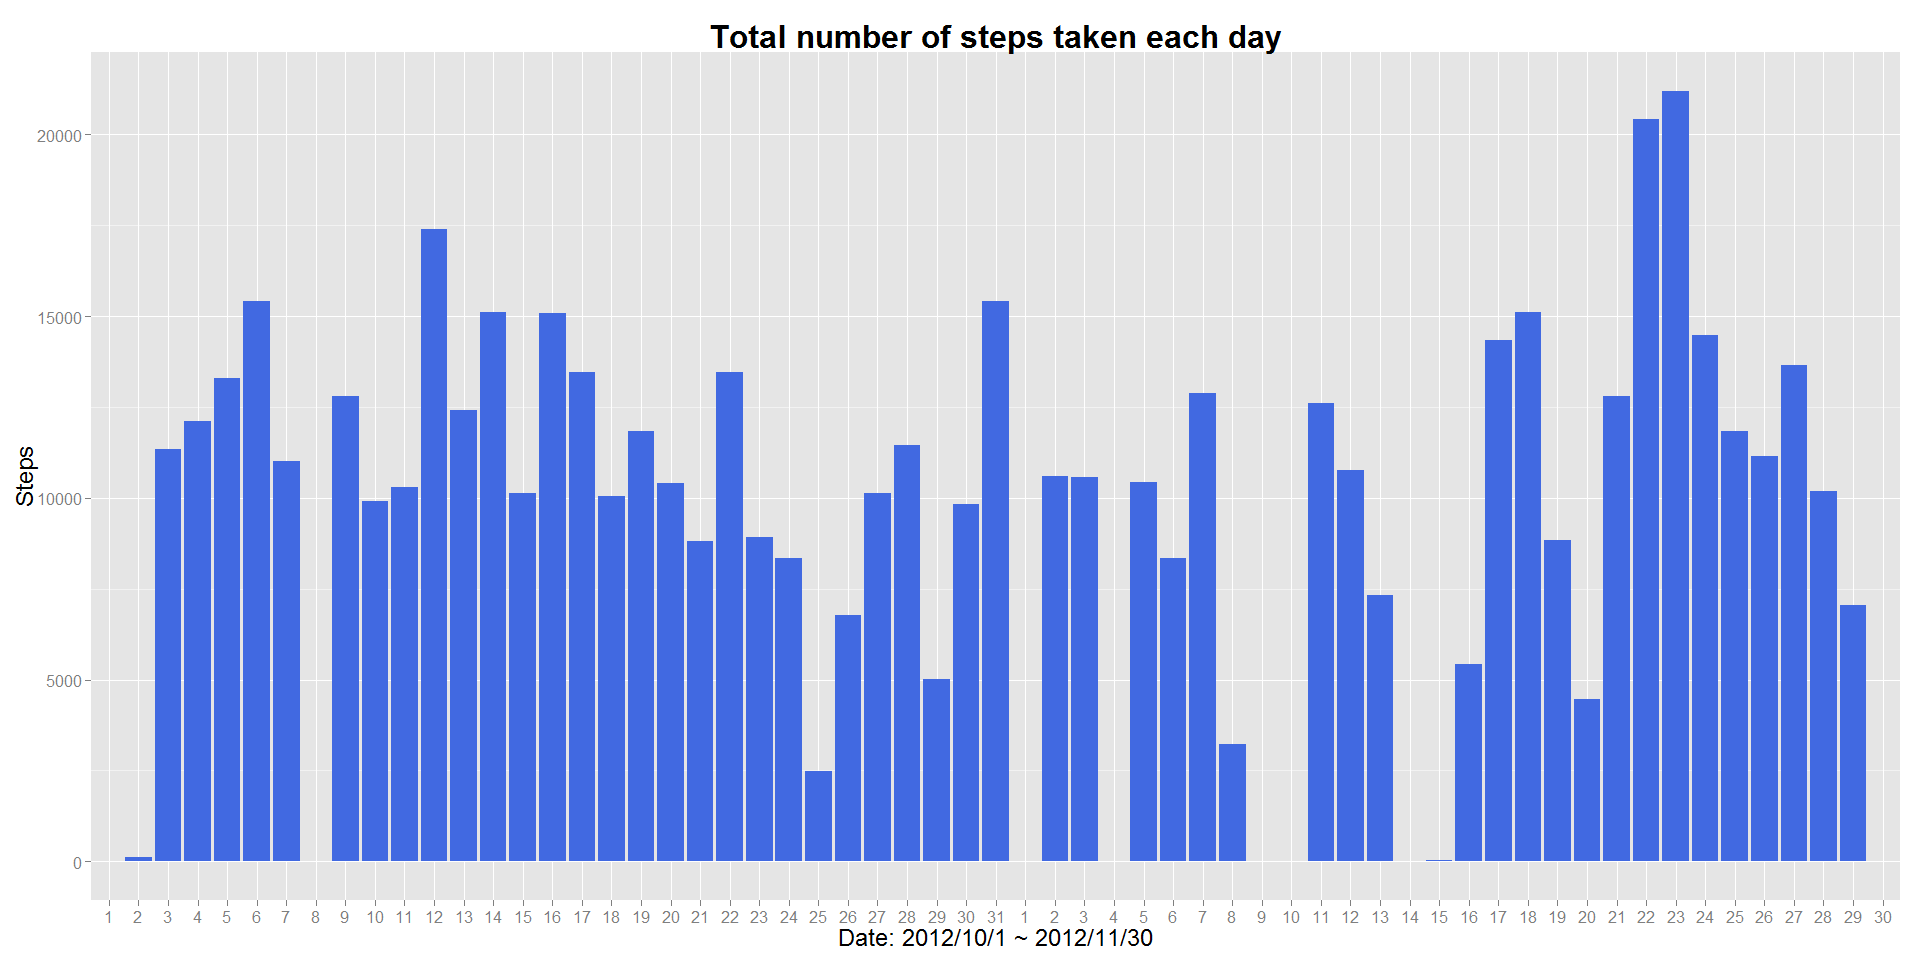 Total number of steps taken each day
Steps
20000
15000
10000
5000
0
1 2 3 4 5 6 7 8 9 10 11 12 13 14 15 16 17 18 19 20 21 22 23 24 25 26 27 28 29 30 31 1 2 3 4 5 6 7 8 9 10 11 12 13 14 15 16 17 18 19 20 21 22 23 24 25 26 27 28 29 30
Date: 2012/10/1 ~ 2012/11/30